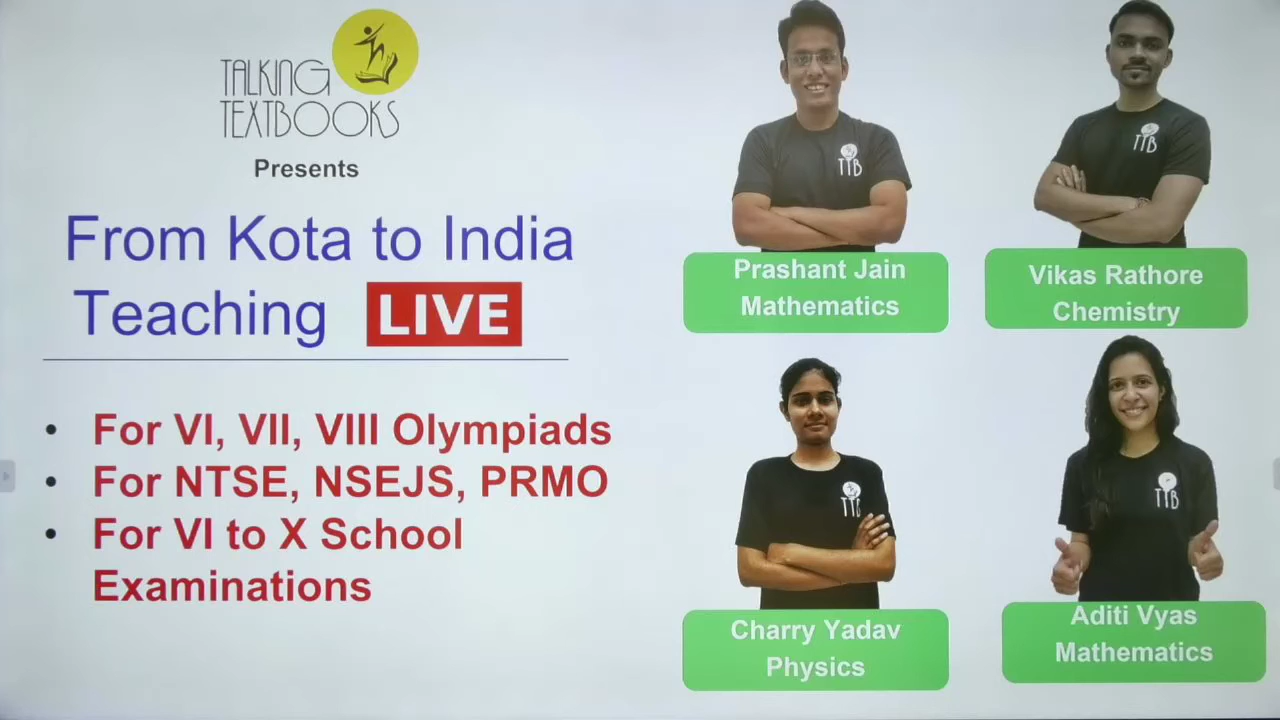 TALKING
TEXTBOOKS
Presents
From Kota to India
Teaching LIVE
• For VI, VII, VIII Olympiads
• For NTSE, NSEJS, PRMO
• For VI to X School
Examinations
TTB
Prashant Jain
Mathematics
TTB
Vikas Rathore
Chemistry
TTB
Charry Yadav
Physics
TTB
Aditi Vyas
Mathematics